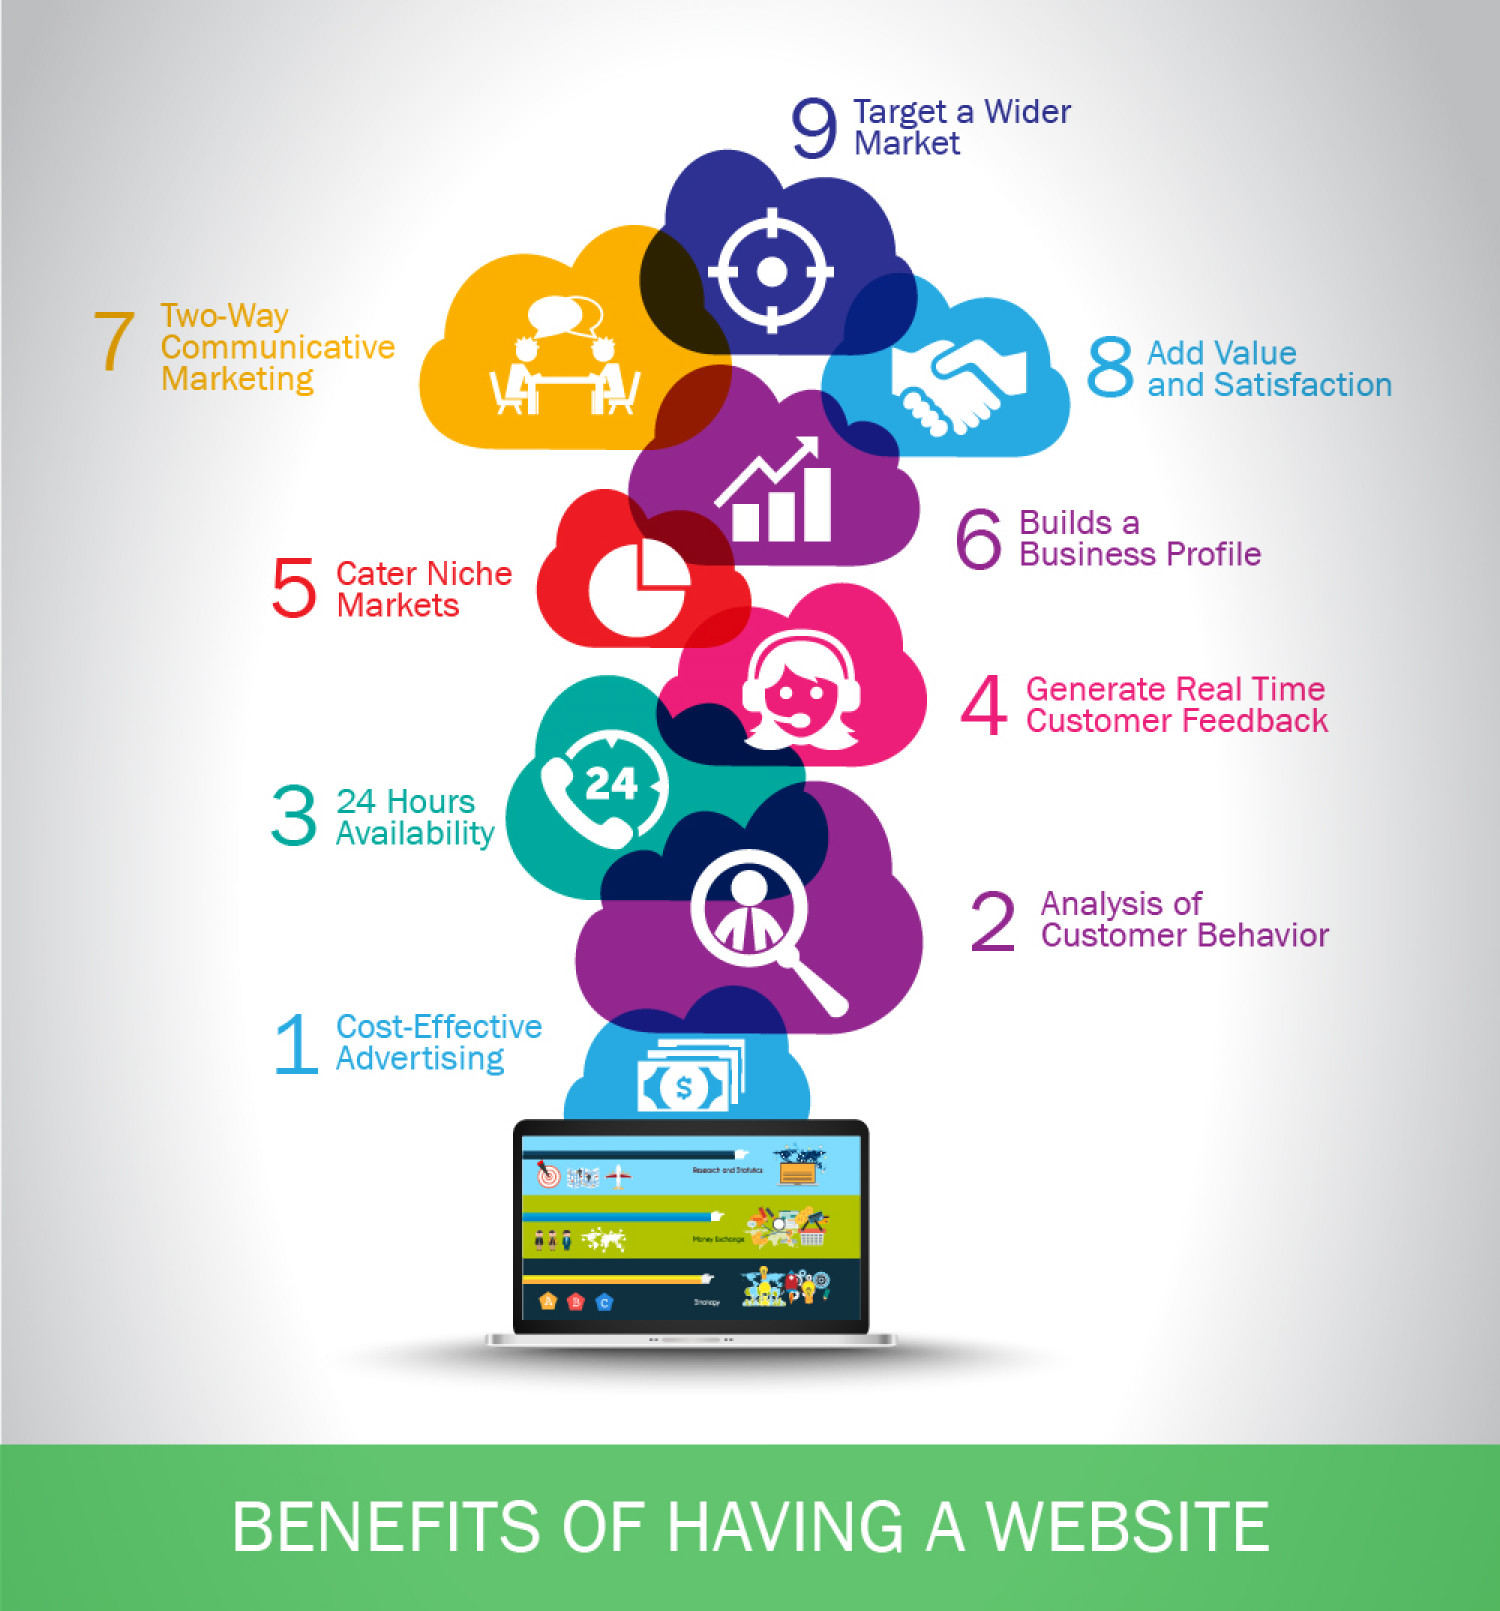 9 Target a Wider
Market
7 Two-Way
Communicative
Marketing
8 Add Value
and Satisfaction
6 Builds a
Business Profile
5 Cater Niche
Markets
4 Generate Real Time
Customer Feedback
24
3 24 Hours
Availability
2 Analysis of
Customer Behavior
1 Cost-Effective
Advertising
$
Research and Statistics
Money Exchange
A B C
Strategy
BENEFITS OF HAVING A WEBSITE